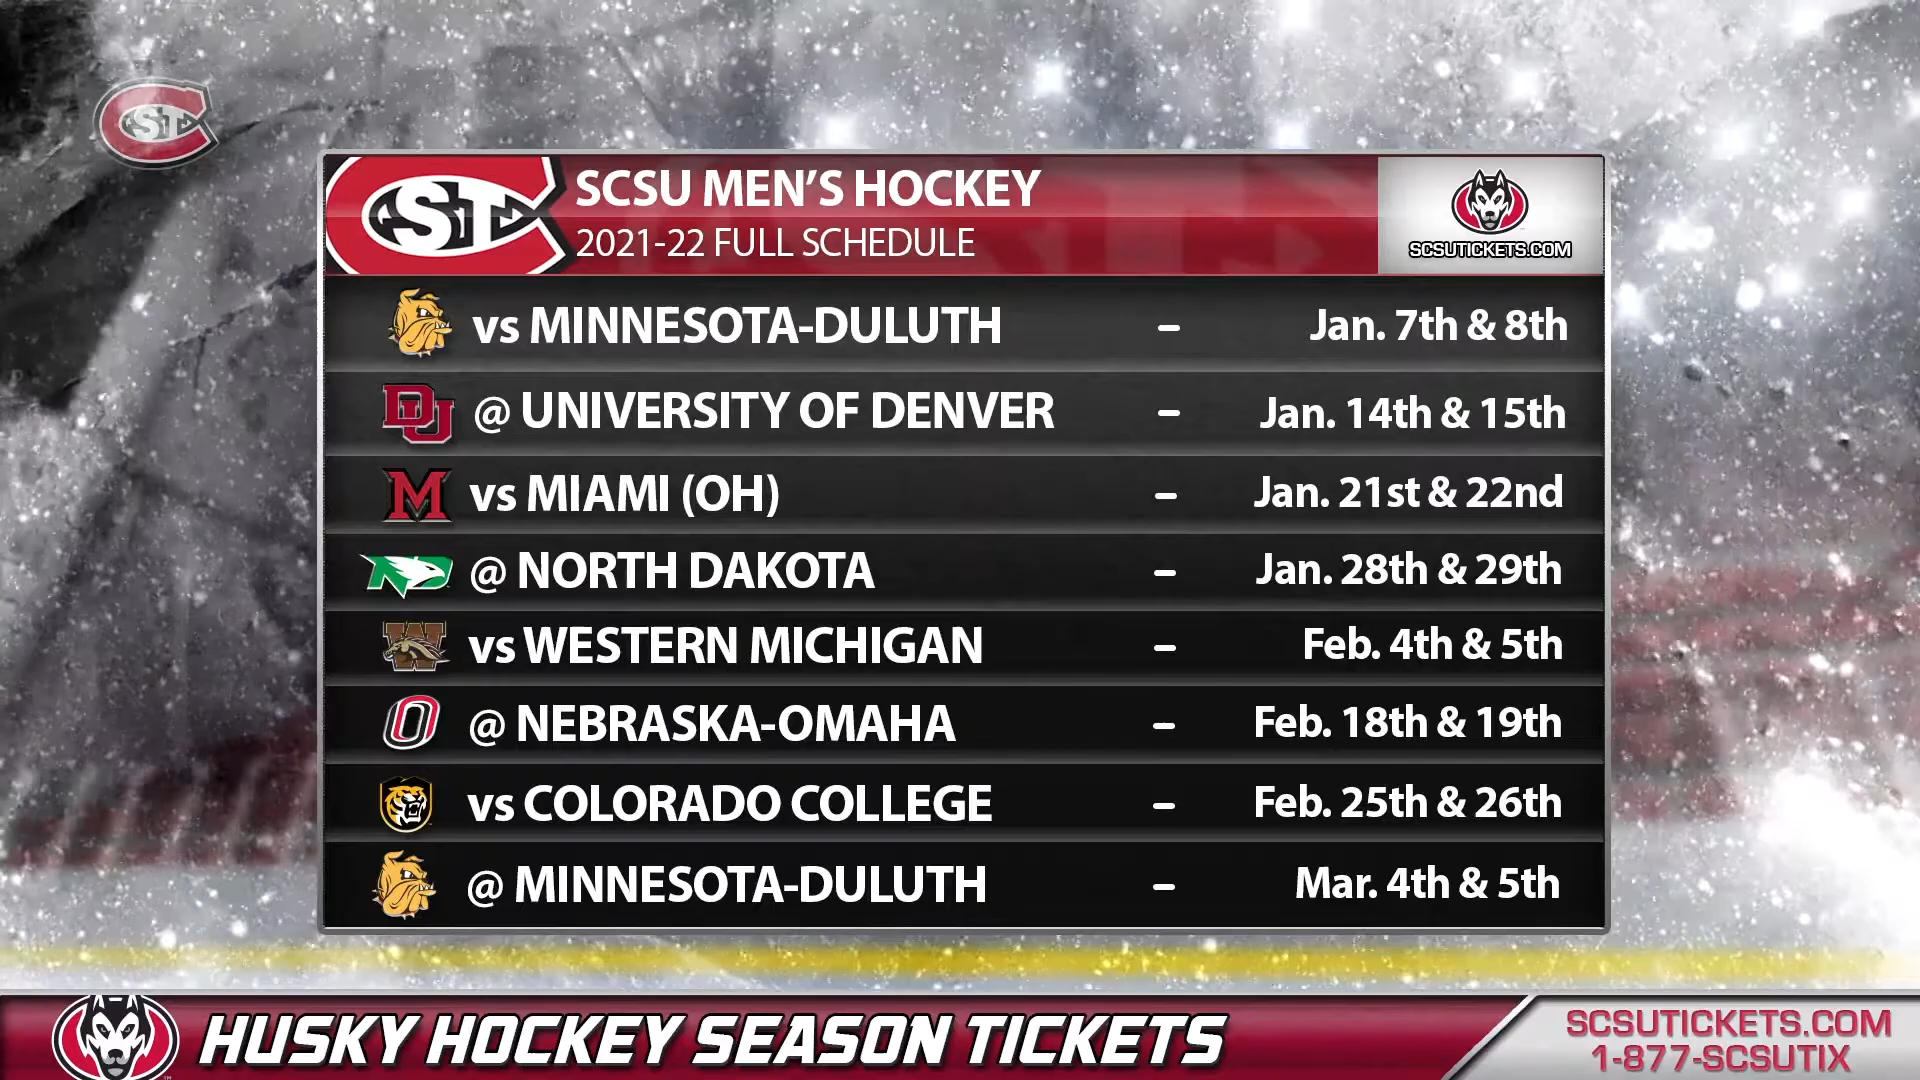 ST
ST
SCSU MEN'S HOCKEY
2021-22 FULL SCHEDULE
SCSUTICKETS.COM
vs MINNESOTA-DULUTH – Jan. 7th & 8th
DU @ UNIVERSITY OF DENVER – Jan. 14th & 15th
M vs MIAMI (OH) – Jan. 21st & 22nd
@ NORTH DAKOTA – Jan. 28th & 29th
W vs WESTERN MICHIGAN – Feb. 4th & 5th
O @ NEBRASKA-OMAHA – Feb. 18th & 19th
vs COLORADO COLLEGE – Feb. 25th & 26th
@ MINNESOTA-DULUTH – Mar. 4th & 5th
HUSKY HOCKEY SEASON TICKETS
SCSUTICKETS.COM
1-877-SCSUTIX